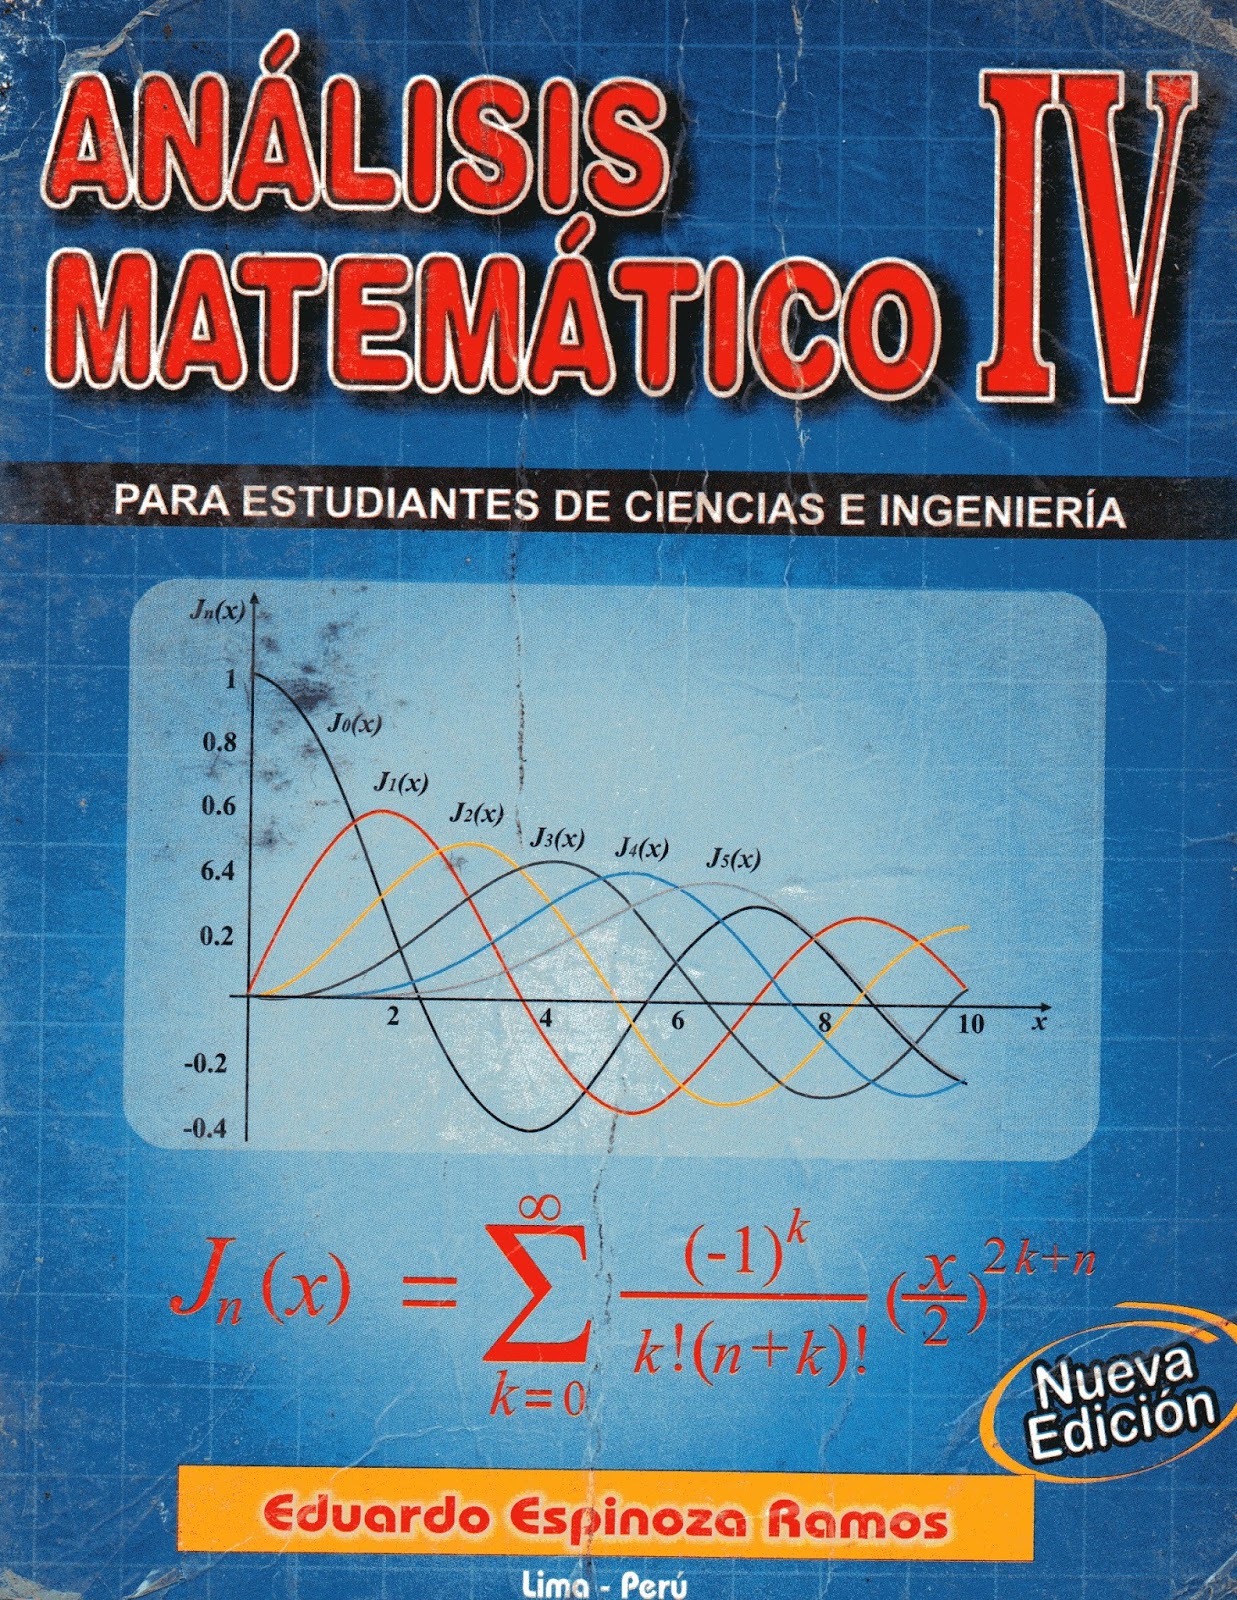 ANÁLISIS
MATEMÁTICO IV
PARA ESTUDIANTES DE CIENCIAS E INGENIERÍA
Jn(x)
1
0.8
0.6
6.4
0.2
-0.2
-0.4
J0(x)
J1(x)
J2(x)
J3(x)
J4(x)
J5(x)
2 4 6 8 10 x
Jn(x) = ∞ Σ k=0 (-1)^k / k!(n+k)! (x/2)^2k+n
Nueva
Edición
Eduardo Espinoza Ramos
Lima - Perú